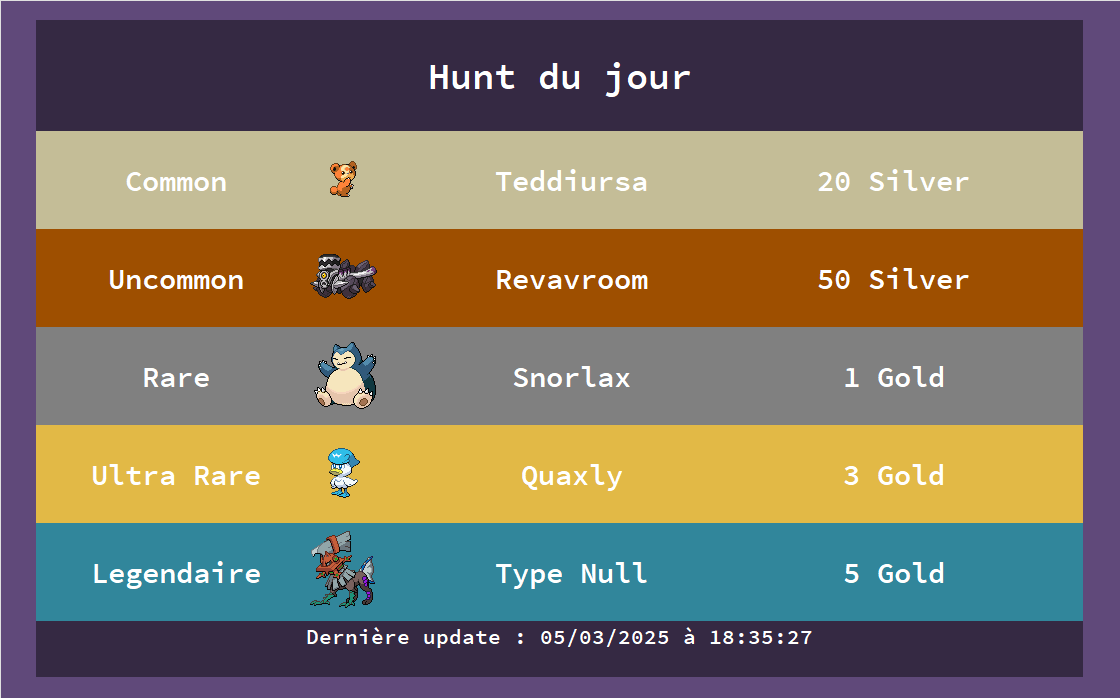 Hunt du jour
Common Teddiursa 20 Silver
Uncommon Revavroom 50 Silver
Rare Snorlax 1 Gold
Ultra Rare Quaxly 3 Gold
Legendaire Type Null 5 Gold
Dernière update : 05/03/2025 à 18:35:27